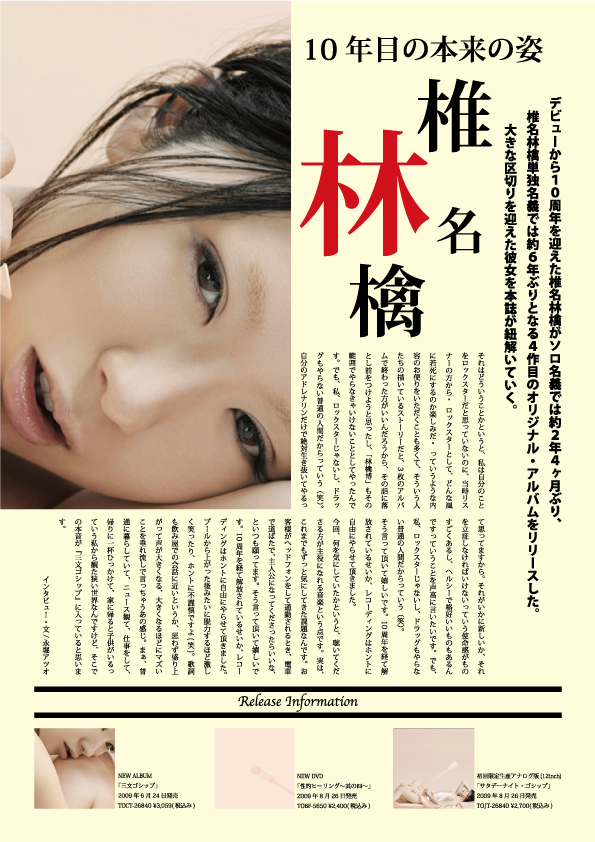 10年目の本来の姿
椎
林
名
檎
デビューから10周年を迎えた椎名林檎がソロ名義では約2年4ヶ月ぶり、
椎名林檎単独名義では約6年ぶりとなる4作目のオリジナル・アルバムをリリースした。
大きな区切りを迎えた彼女を本誌が紐解いていく。
それはどういうことかというと、私は自分のこと
をロックスターだと思っていないのに、当時リス
ナーの方から・ロックスターとして、どんな風
に若死にするのか楽しみだ・っていうような内
容のお便りをいただくことも多くて、そういう人
たちの描いているストーリーだと、3枚のアルバ
ムで終わった方がいいんだろうから、その話に落
とし前をつけようと思ったし、「林檎博」もその
範囲でやらなきゃいけないこととしてやったんで
す。でも、私、ロックスターじゃないし、ドラッ
グもやらない普通の人間だからっていう（笑）。
自分のアドレナリンだけで絶対生き抜いてやるっ
て思ってますから。それがいかに新しいか、それ
を立証しなければいけないっていう使命感がもの
すごくあるし、ヘルシーで格好いいものもあるん
ですっていうことを声高に言いたいです。でも、
私、ロックスターじゃないし、ドラッグもやらな
い普通の人間だからっていう（笑）。
そう言って頂いて嬉しいです。10周年を経て解
放されているせいか、レコーディングはホントに
自由にやらせて頂きました。
今回、何を気にしていたかというと、聴いてくだ
さる方が主役になれる音楽という点です。実は、
これまでもずっと気にしてきた課題なんです。お
客様がヘッドフォンをして通勤されるとき、電車
で道ばたで、主人公になってくださったらいいな、
といつも願ってます。そう言って頂いて嬉しいで
す。10周年を経て解放されているせいか、レコー
ディングはホントに自由にやらせて頂きました。
プールから上がった後みたいに脱力するほど激し
く笑ったり、ホントに不謹慎ですよ（笑）。歌詞
も飲み屋での会話に近いというか、思わず盛り上
がって声が大きくなる、大きくなるほどにマズい
ことを垂れ流しで言っちゃうあの感じ。まぁ、普
通に暮らしていて、ニュース観て、仕事をして、
帰りに一杯ひっかけて、家に帰ると子供がいるっ
ていう私から観た狭い世界なんですけど、そこで
の本音が『三文ゴシップ』に入っていると思いま
す。
インタビュー・文・永堀アツオ
Release Information
NEW ALBUM
「三文ゴシップ」
2009年6月24日発売
TOCT-26840 ¥3,059(税込み)
NEW DVD
「性的ヒーリング～其の四～」
2009年8月26日発売
TOBF-5650 ¥2,400(税込み)
初回限定生産アナログ版(12inch)
「サタデーナイト・ゴシップ」
2009年8月26日発売
TOJT-26840 ¥2,700(税込み)